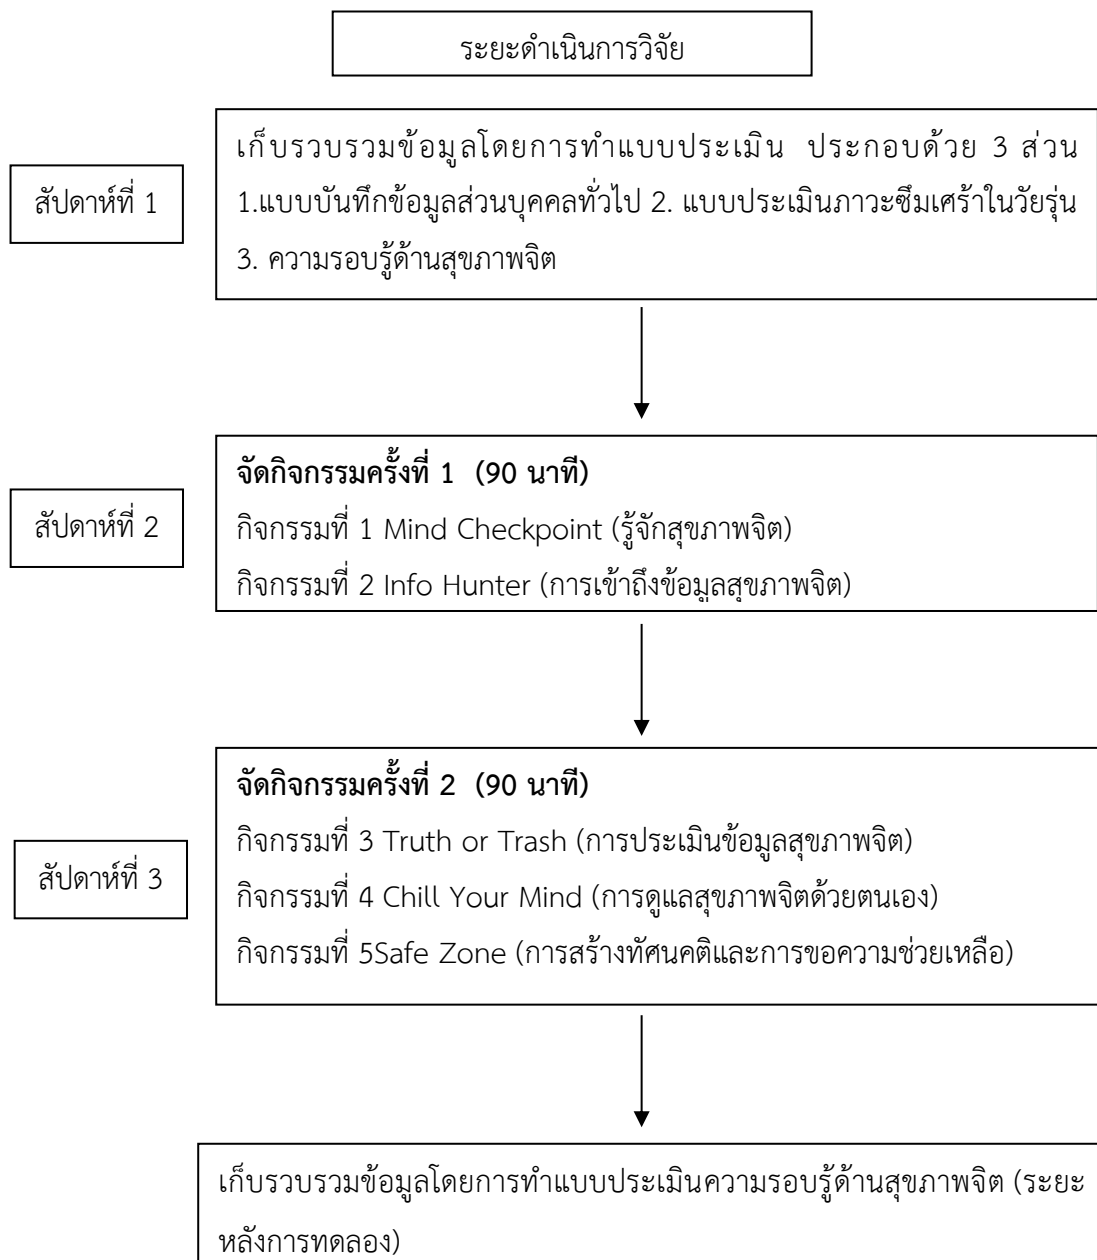 ระยะดำเนินการวิจัย
สัปดาห์ที่ 1
เก็บรวบรวมข้อมูลโดยการทำแบบประเมิน ประกอบด้วย 3 ส่วน
1.แบบบันทึกข้อมูลส่วนบุคคลทั่วไป 2. แบบประเมินภาวะซึมเศร้าในวัยรุ่น
3. ความรอบรู้ด้านสุขภาพจิต
สัปดาห์ที่ 2
จัดกิจกรรมครั้งที่ 1 (90 นาที)
กิจกรรมที่ 1 Mind Checkpoint (รู้จักสุขภาพจิต)
กิจกรรมที่ 2 Info Hunter (การเข้าถึงข้อมูลสุขภาพจิต)
สัปดาห์ที่ 3
จัดกิจกรรมครั้งที่ 2 (90 นาที)
กิจกรรมที่ 3 Truth or Trash (การประเมินข้อมูลสุขภาพจิต)
กิจกรรมที่ 4 Chill Your Mind (การดูแลสุขภาพจิตด้วยตนเอง)
กิจกรรมที่ 5Safe Zone (การสร้างทัศนคติและการขอความช่วยเหลือ)
เก็บรวบรวมข้อมูลโดยการทำแบบประเมินความรอบรู้ด้านสุขภาพจิต (ระยะ
หลังการทดลอง)